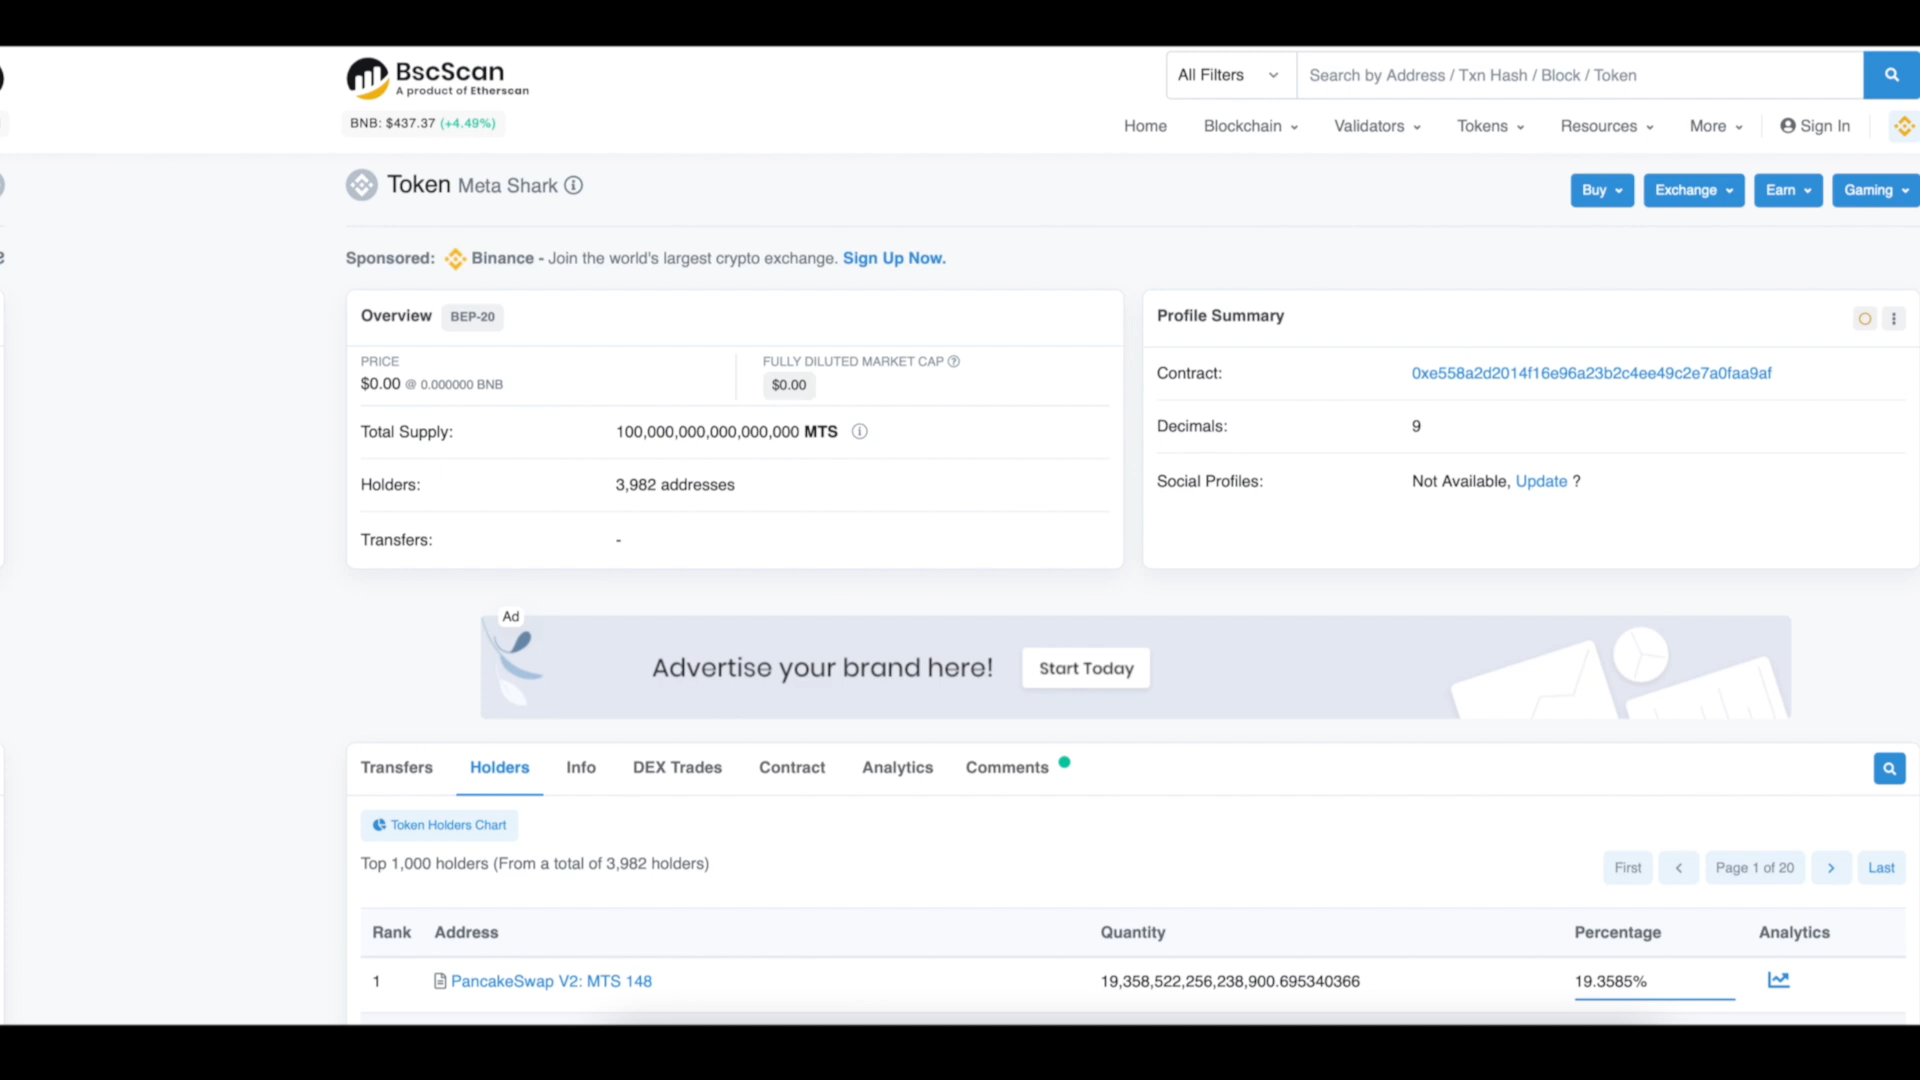 BscScan
A product of Etherscan
All Filters
Search by Address / Txn Hash / Block / Token
BNB: $437.37 (+4.49%)
Home Blockchain Validators Tokens Resources More Sign In
Token Meta Shark
Buy Exchange Earn Gaming
Sponsored: Binance - Join the world's largest crypto exchange. Sign Up Now.
Overview BEP-20
PRICE
$0.00 @ 0.000000 BNB
FULLY DILUTED MARKET CAP
$0.00
Total Supply: 100,000,000,000,000,000 MTS
Holders: 3,982 addresses
Transfers: -
Profile Summary
Contract: 0xe558a2d2014f16e96a23b2c4ee49c2e7a0faa9af
Decimals: 9
Social Profiles: Not Available, Update ?
Ad
Advertise your brand here! Start Today
Transfers Holders Info DEX Trades Contract Analytics Comments
Token Holders Chart
Top 1,000 holders (From a total of 3,982 holders)
First < Page 1 of 20 > Last
Rank Address Quantity Percentage Analytics
1 PancakeSwap V2: MTS 148 19,358,522,256,238,900.695340366 19.3585%